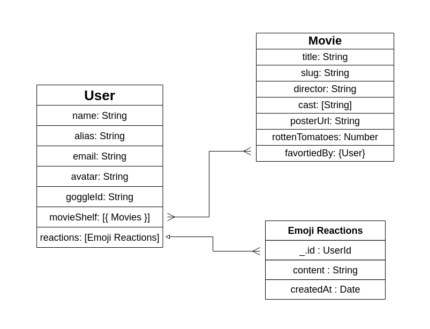 User
name: String
alias: String
email: String
avatar: String
goggleId: String
movieShelf: [{ Movies }]
reactions: [Emoji Reactions]
Movie
title: String
slug: String
director: String
cast: [String]
posterUrl: String
rottenTomatoes: Number
favortiedBy: {User}
Emoji Reactions
_.id : UserId
content : String
createdAt : Date